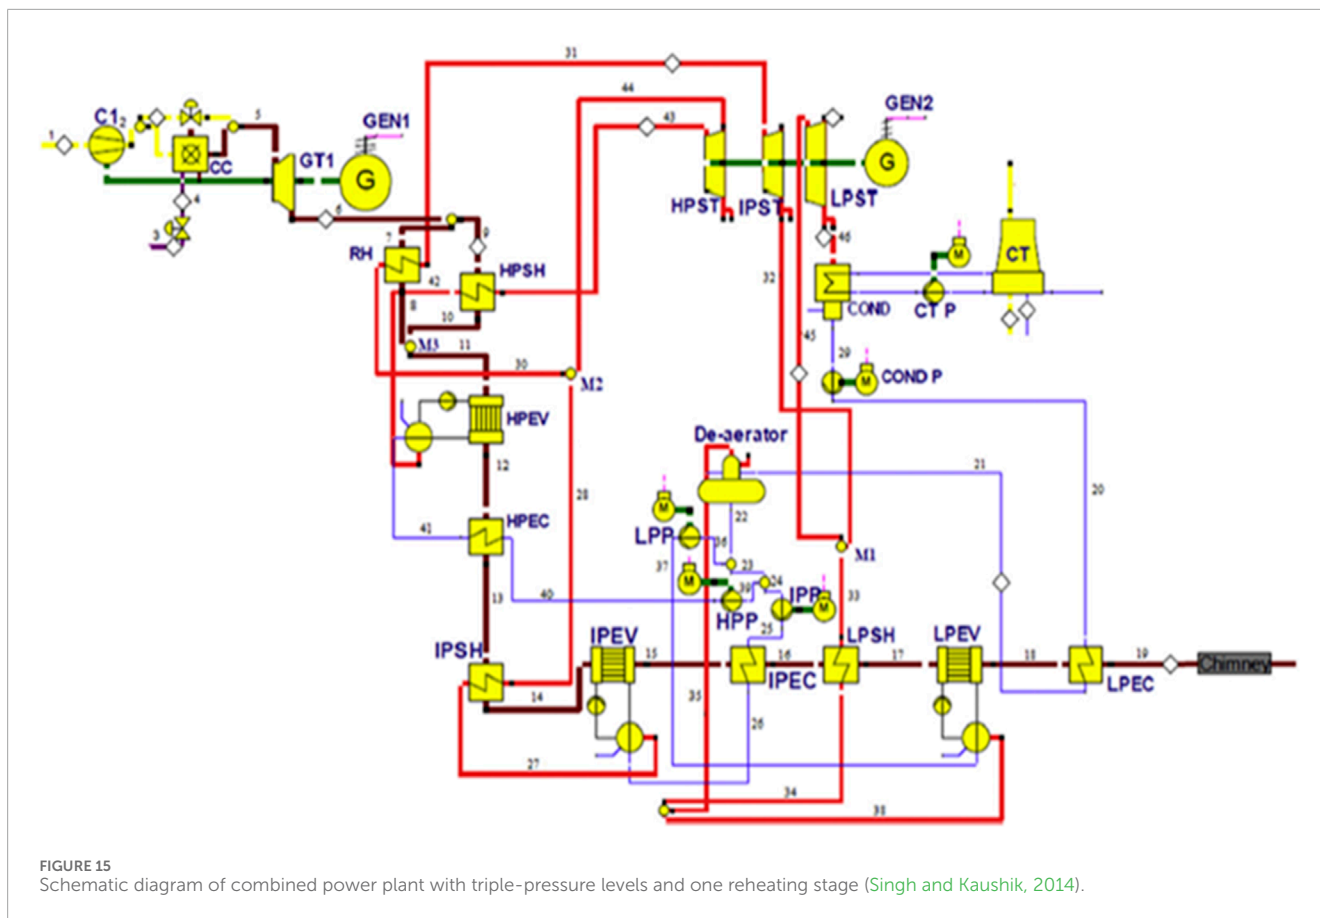 31
44
43
C1
2
5
1
GEN1
GEN2
CC
GT1
G
G
4
6
3
HPST
IPST
LPST
7
9
46
M
RH
CT
42
HPSH
32
8
COND
CT P
10
45
M3
11
29
30
M2
M
COND P
HPEV
De-aerator
12
21
28
20
M
22
41
HPEC
LPP
36
M1
37
23
M
39
24
13
40
HPP
IPP
M
33
25
IPSH
IPEV
LPSH
LPEV
15
16
17
18
19
Chimney
IPEC
LPEC
14
35
26
27
34
38
FIGURE 15
Schematic diagram of combined power plant with triple-pressure levels and one reheating stage (Singh and Kaushik, 2014).